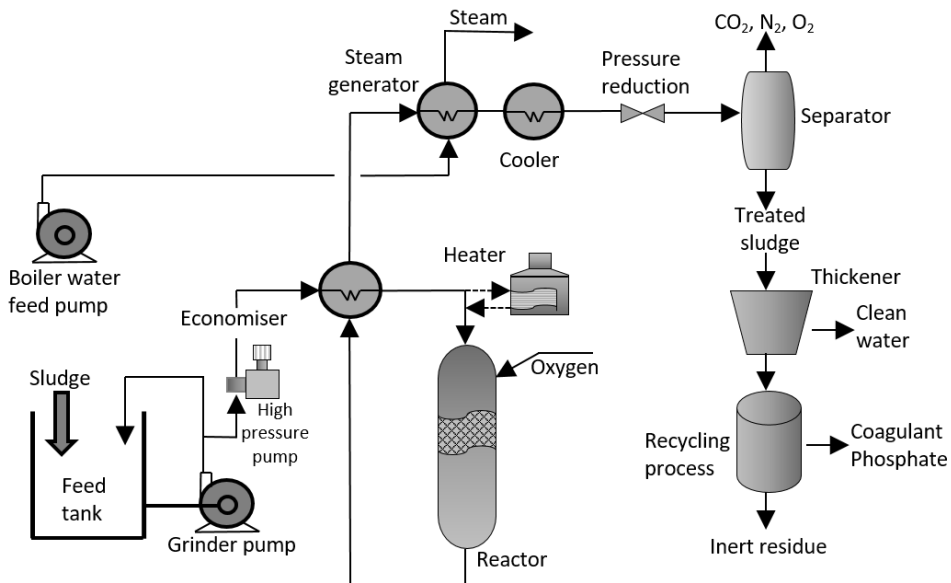 Steam
CO₂, N₂, O₂
Steam
generator
Pressure
reduction
Separator
Cooler
Treated
sludge
Boiler water
feed pump
Heater
Thickener
Economiser
Clean
water
Oxygen
Sludge
High
pressure
pump
Feed
tank
Recycling
process
Coagulant
Phosphate
Grinder pump
Reactor
Inert residue